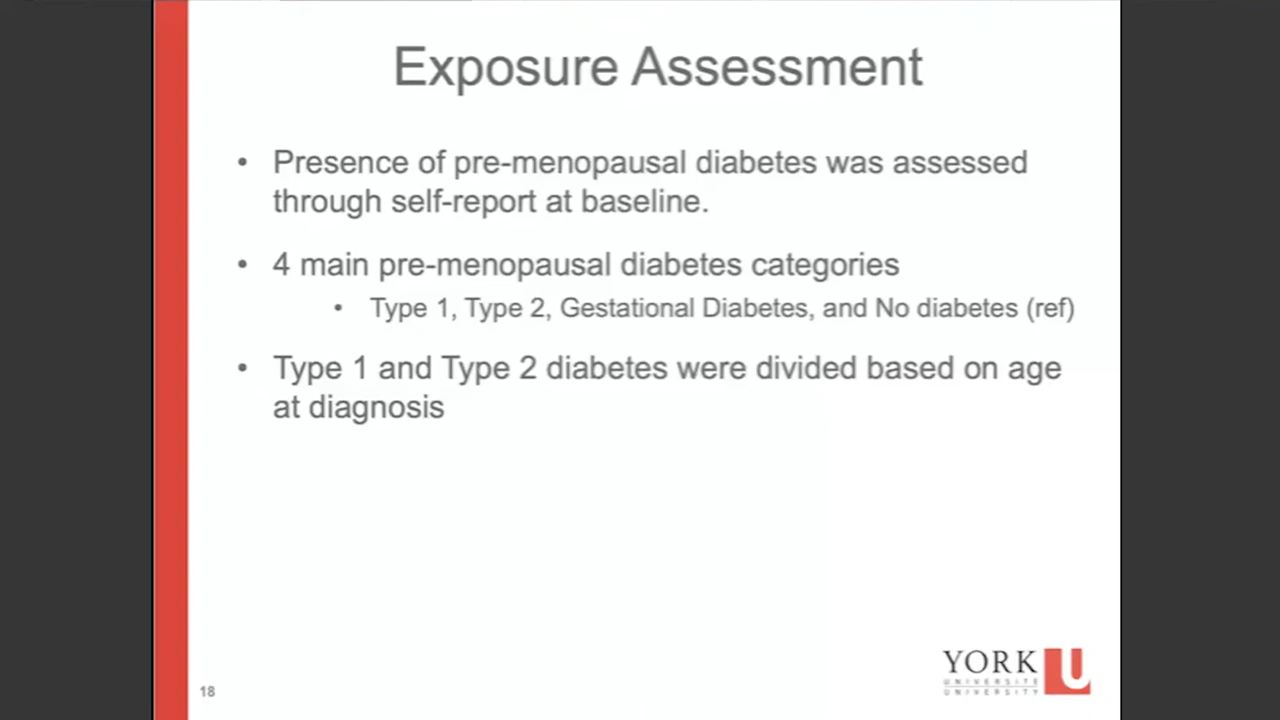 Exposure Assessment
• Presence of pre-menopausal diabetes was assessed
through self-report at baseline.
• 4 main pre-menopausal diabetes categories
• Type 1, Type 2, Gestational Diabetes, and No diabetes (ref)
• Type 1 and Type 2 diabetes were divided based on age
at diagnosis
YORK U
UNIVERSITÉ
UNIVERSITY
18